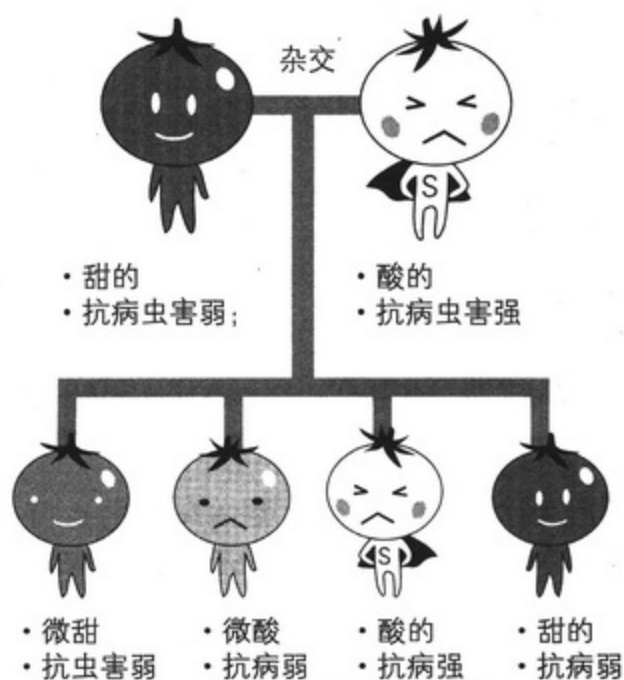 杂交
S
· 甜的
· 抗病虫害弱；
· 酸的
· 抗病虫害强
S
· 微甜
· 抗虫害弱
· 微酸
· 抗病弱
· 酸的
· 抗病强
· 甜的
· 抗病弱